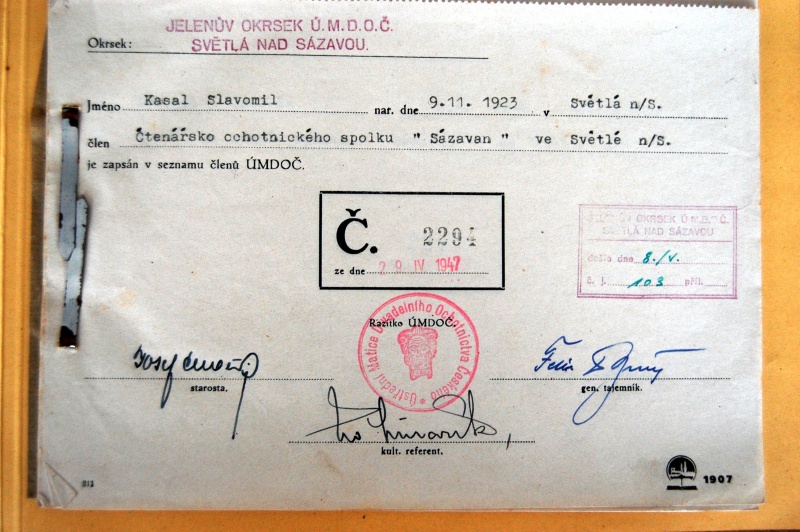 JELENŮV OKRSEK Ú.M.D.O.Č.
Okrsek: SVĚTLÁ NAD SÁZAVOU.
Jméno Kasal Slavomil nar. dne 9.11. 1923 v Světlá n/S.
člen Čtenářsko ochotnického spolku " Sázavan " ve Světlé n/S.
je zapsán v seznamu členů ÚMDOČ.
Č. 2294
ze dne 29 IV 1947
JELENŮV OKRSEK Ú.M.D.O.Č.
SVĚTLÁ NAD SÁZAVOU
došlo dne 8./V.
č. j. 103 příl.
Razítko ÚMDOČ.
Ústřední Matice Divadelního Ochotnictva Českého
starosta.
gen. tajemník.
kult. referent.
1907